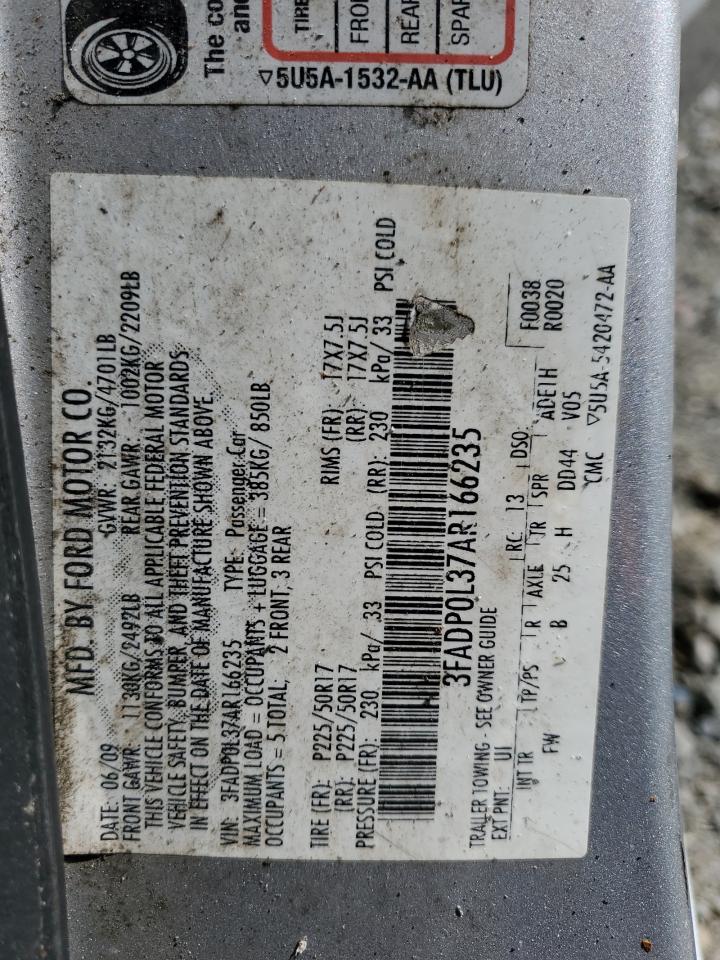 The co
and
TIRE
FRO
REAR
SPAR
▽5U5A-1532-AA (TLU)
MFD. BY FORD MOTOR CO.
DATE: 06/09 GVWR: 2132KG/4701LB
FRONT GAWR: 1130KG/2492LB REAR GAWR: 1002KG/2209LB
THIS VEHICLE CONFORMS TO ALL APPLICABLE FEDERAL MOTOR
VEHICLE SAFETY, BUMPER, AND THEFT PREVENTION STANDARDS
IN EFFECT ON THE DATE OF MANUFACTURE SHOWN ABOVE.
VIN: 3FADP0L37AR166235 TYPE: Passenger Car
MAXIMUM LOAD = OCCUPANTS + LUGGAGE = 385KG/ 850LB
OCCUPANTS = 5 TOTAL; 2 FRONT, 3 REAR
TIRE (FR): P225/50R17 RIMS (FR): 17X7.5J
(RR): P225/50R17 (RR): 17X7.5J
PRESSURE (FR): 230 kPa/ 33 PSI COLD (RR): 230 kPa/ 33 PSI COLD
3FADP0L37AR166235
TRAILER TOWING - SEE OWNER GUIDE
EXT PNT: UI RC: 13 DSO: F0038
R0020
INT TR TP/PS R AXLE TR SPR ADE1H
FW B 25 H DD44 V05
CMC ▽5U5A-5420472-AA